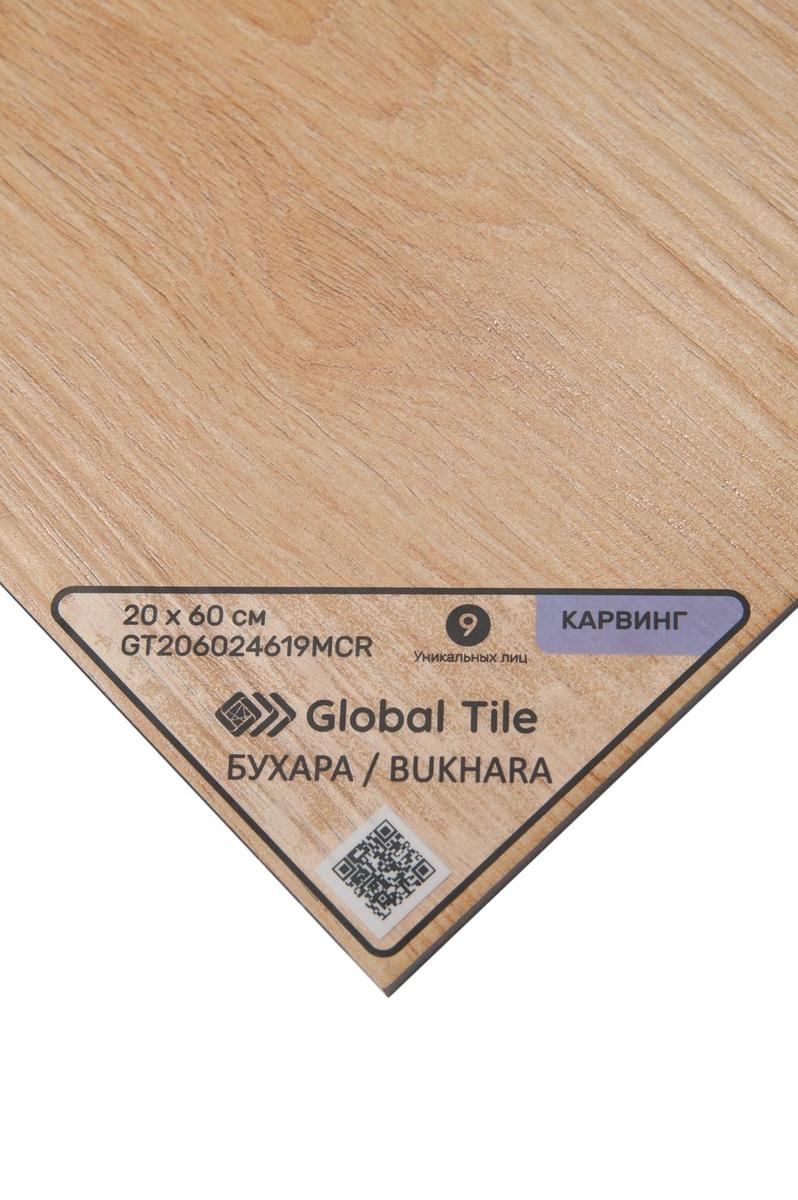 20 x 60 см
GT206024619MCR
9
Уникальных лиц
КАРВИНГ
Global Tile
БУХАРА / BUKHARA